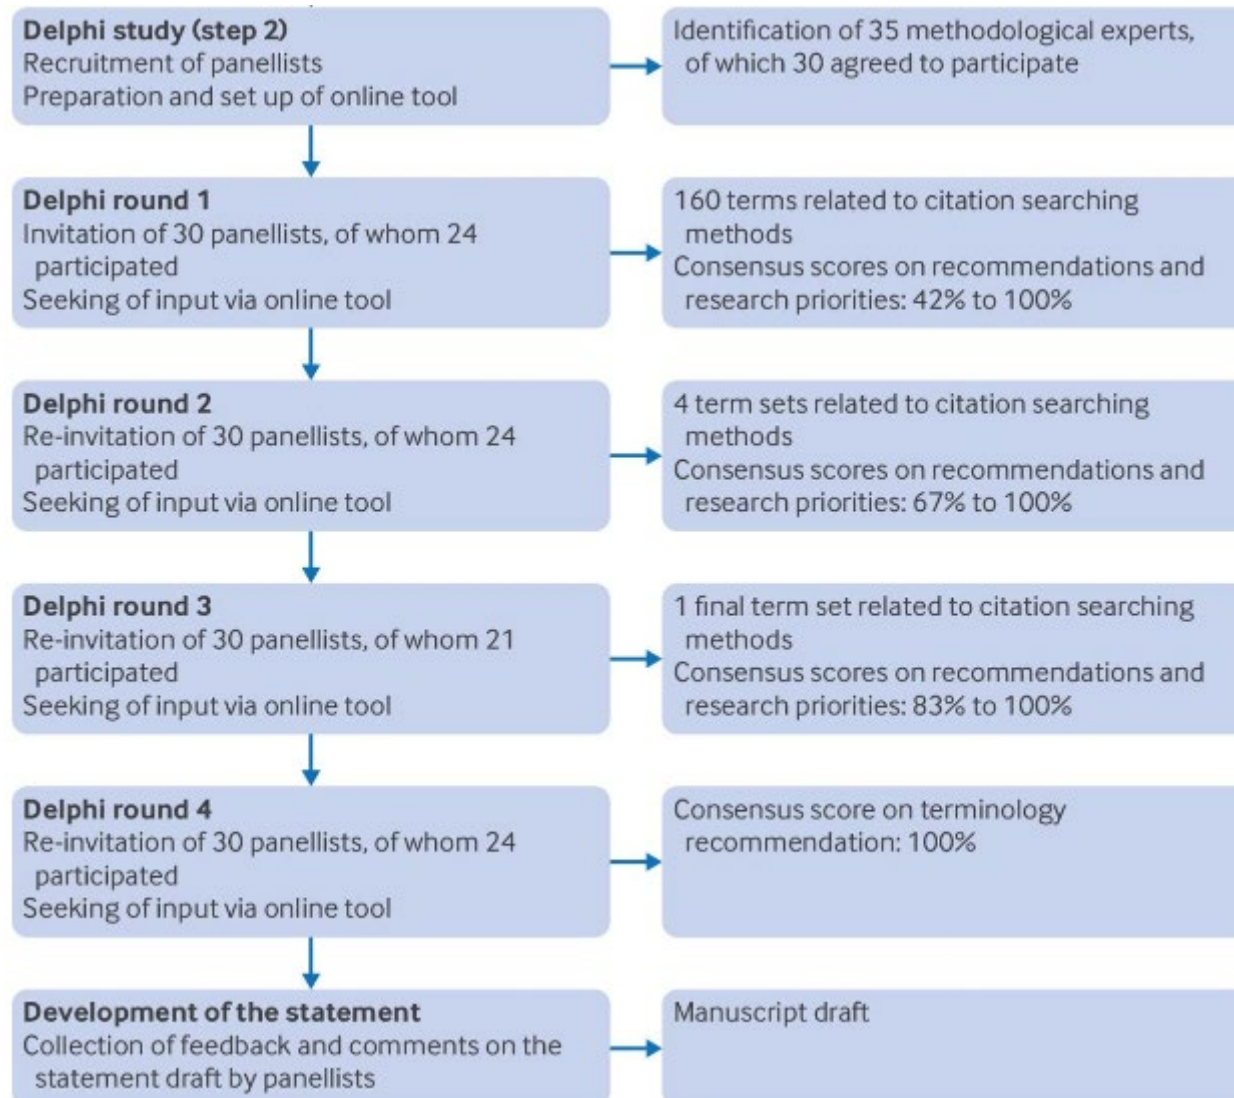 Delphi study (step 2)
Recruitment of panellists
Preparation and set up of online tool
Identification of 35 methodological experts,
of which 30 agreed to participate
Delphi round 1
Invitation of 30 panellists, of whom 24
participated
Seeking of input via online tool
160 terms related to citation searching
methods
Consensus scores on recommendations and
research priorities: 42% to 100%
Delphi round 2
Re-invitation of 30 panellists, of whom 24
participated
Seeking of input via online tool
4 term sets related to citation searching
methods
Consensus scores on recommendations and
research priorities: 67% to 100%
Delphi round 3
Re-invitation of 30 panellists, of whom 21
participated
Seeking of input via online tool
1 final term set related to citation searching
methods
Consensus scores on recommendations and
research priorities: 83% to 100%
Delphi round 4
Re-invitation of 30 panellists, of whom 24
participated
Seeking of input via online tool
Consensus score on terminology
recommendation: 100%
Development of the statement
Collection of feedback and comments on the
statement draft by panellists
Manuscript draft